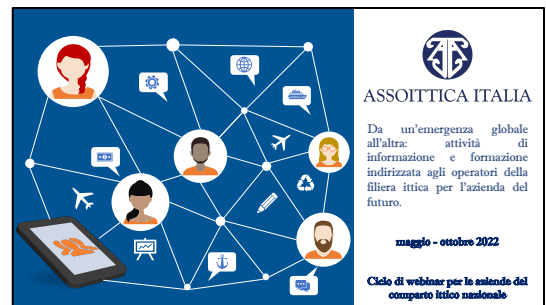 ASSOITTICA ITALIA
Da un'emergenza globale
all'altra: attività di
informazione e formazione
indirizzata agli operatori della
filiera ittica per l'azienda del
futuro.
maggio - ottobre 2022
Ciclo di webinar per le aziende del
comparto ittico nazionale